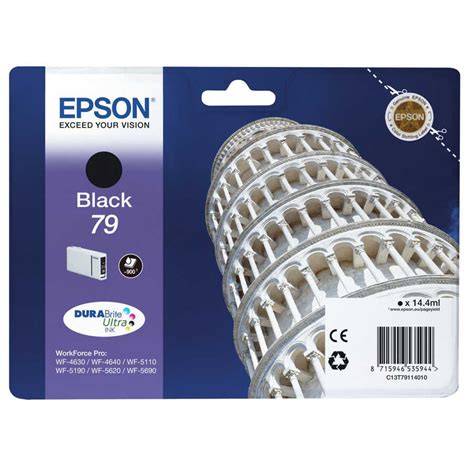 EPSON
EXCEED YOUR VISION
Black
79
~900
DURABrite
Ultra
INK
WorkForce Pro:
WF-4630 / WF-4640 / WF-5110
WF-5190 / WF-5620 / WF-5690
Genuine
EPSON
x 14.4ml
www.epson.eu/pageyield
CE
8 715946 535944 >
C13T79114010